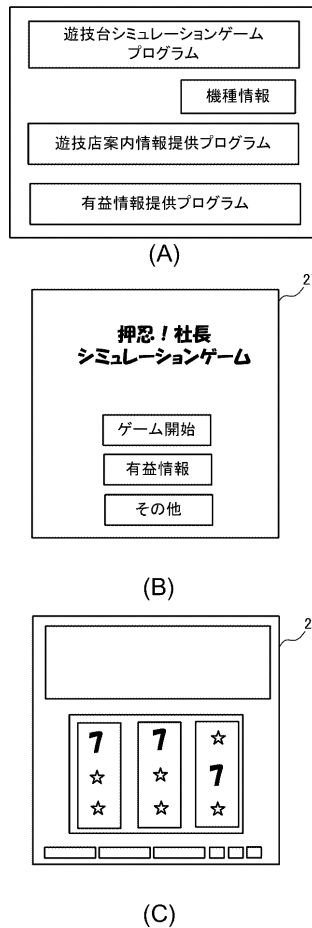 遊技台シミュレーションゲーム
プログラム
機種情報
遊技店案内情報提供プログラム
有益情報提供プログラム
(A)
2
押忍！社長
シミュレーションゲーム
ゲーム開始
有益情報
その他
(B)
2
7 7 ☆
☆ ☆ 7
☆ ☆ ☆
(C)